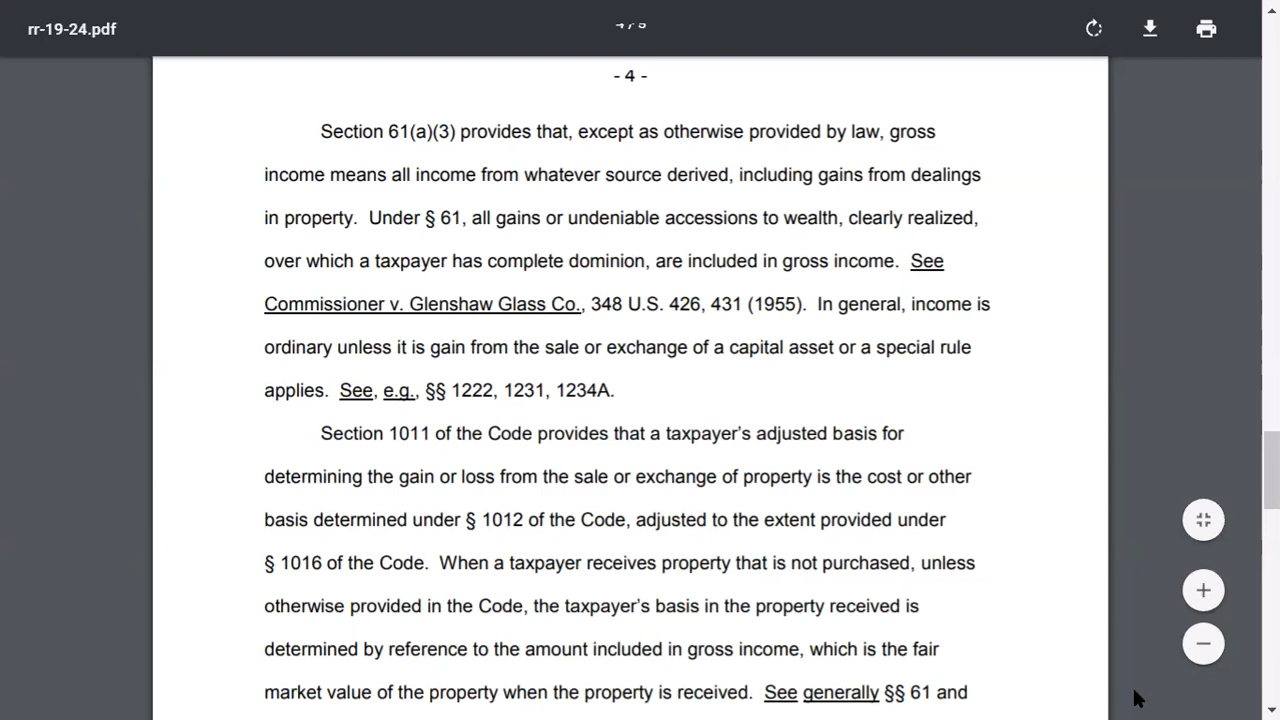 rr-19-24.pdf
4 / 5
- 4 -
Section 61(a)(3) provides that, except as otherwise provided by law, gross
income means all income from whatever source derived, including gains from dealings
in property.  Under § 61, all gains or undeniable accessions to wealth, clearly realized,
over which a taxpayer has complete dominion, are included in gross income.  See
Commissioner v. Glenshaw Glass Co., 348 U.S. 426, 431 (1955).  In general, income is
ordinary unless it is gain from the sale or exchange of a capital asset or a special rule
applies.  See, e.g., §§ 1222, 1231, 1234A.
Section 1011 of the Code provides that a taxpayer’s adjusted basis for
determining the gain or loss from the sale or exchange of property is the cost or other
basis determined under § 1012 of the Code, adjusted to the extent provided under
§ 1016 of the Code.  When a taxpayer receives property that is not purchased, unless
otherwise provided in the Code, the taxpayer’s basis in the property received is
determined by reference to the amount included in gross income, which is the fair
market value of the property when the property is received.  See generally §§ 61 and